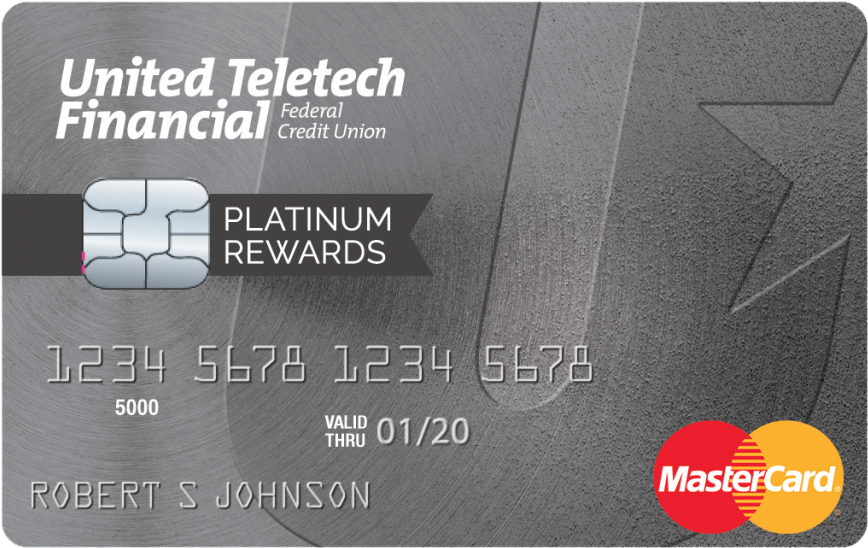 United Teletech
Financial Federal
Credit Union
PLATINUM
REWARDS
1234 5678 1234 5678
5000
VALID
THRU 01/20
ROBERT S JOHNSON
MasterCard